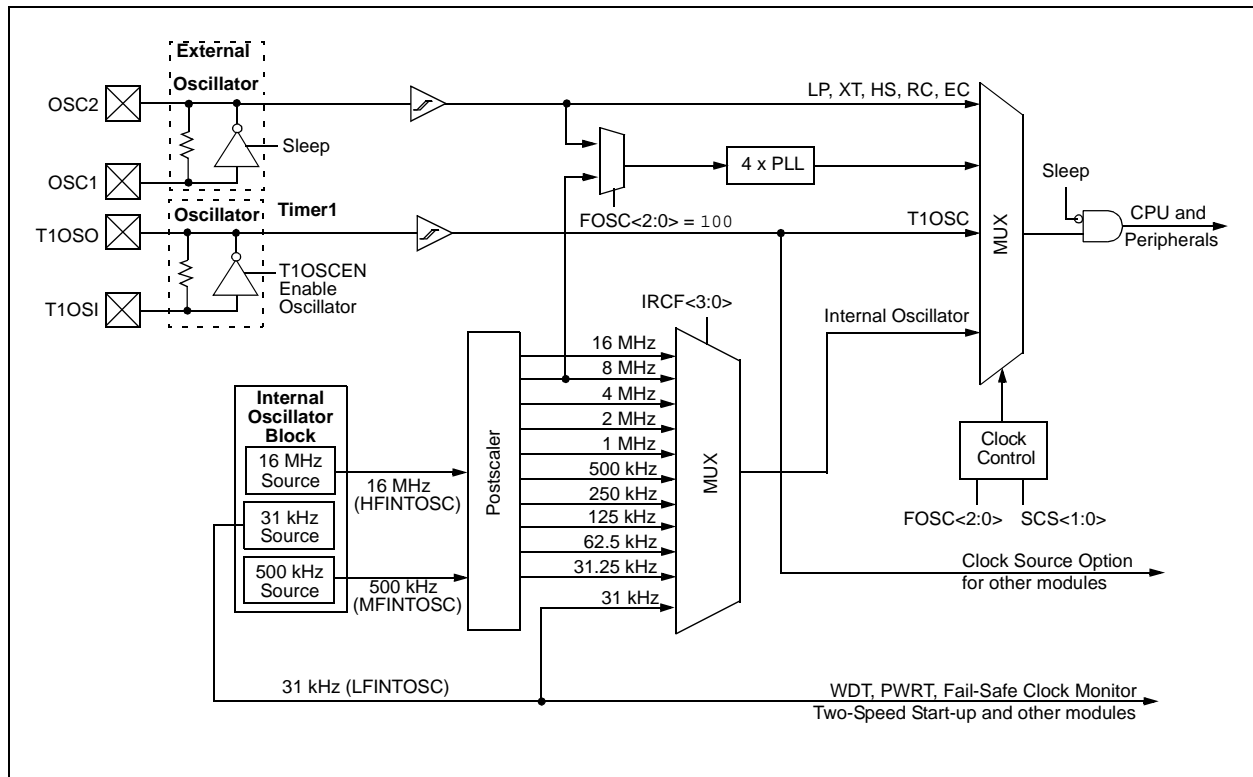 External
Oscillator
OSC2
Sleep
OSC1
LP, XT, HS, RC, EC
4 x PLL
FOSC<2:0> = 100
Sleep
MUX
CPU and
Peripherals
Oscillator
Timer1
T1OSO
T1OSC
T1OSCEN
Enable
Oscillator
T1OSI
IRCF<3:0>
Internal Oscillator
Internal
Oscillator
Block
16 MHz
Source
31 kHz
Source
500 kHz
Source
16 MHz
(HFINTOSC)
500 kHz
(MFINTOSC)
Postscaler
16 MHz
8 MHz
4 MHz
2 MHz
1 MHz
500 kHz
250 kHz
125 kHz
62.5 kHz
31.25 kHz
31 kHz
MUX
Clock
Control
FOSC<2:0>
SCS<1:0>
Clock Source Option
for other modules
31 kHz (LFINTOSC)
WDT, PWRT, Fail-Safe Clock Monitor
Two-Speed Start-up and other modules